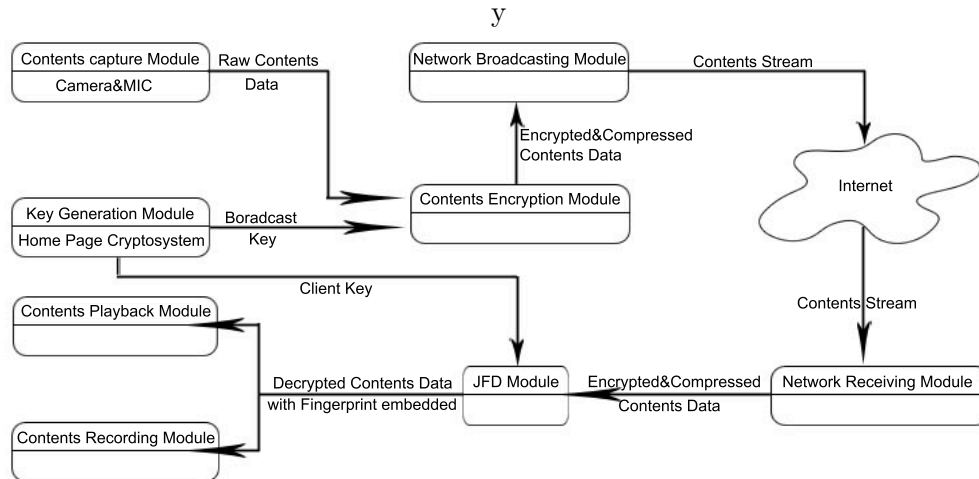 y
Contents capture Module
Camera&MIC
Raw Contents
Data
Network Broadcasting Module
Contents Stream
Encrypted&Compressed
Contents Data
Internet
Contents Encryption Module
Key Generation Module
Home Page Cryptosystem
Boradcast
Key
Client Key
Contents Stream
Contents Playback Module
Decrypted Contents Data
with Fingerprint embedded
JFD Module
Encrypted&Compressed
Contents Data
Network Receiving Module
Contents Recording Module